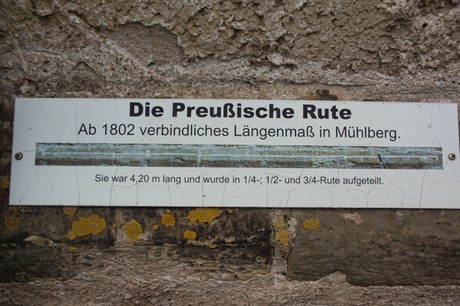 Die Preußische Rute
Ab 1802 verbindliches Längenmaß in Mühlberg.
Sie war 4,20 m lang und wurde in 1/4-; 1/2- und 3/4-Rute aufgeteilt.